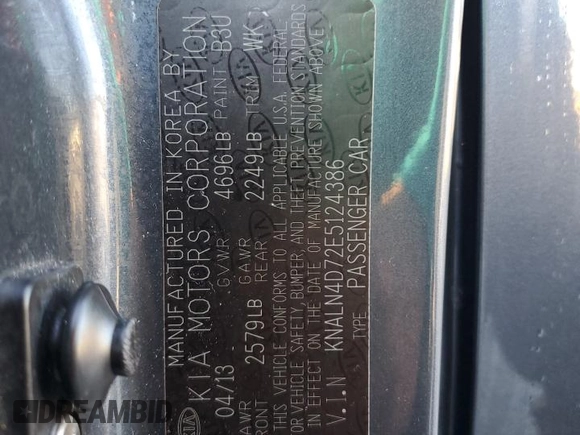 MANUFACTURED IN KOREA BY
KIA KIA MOTORS CORPORATION
04/13 G.V.W.R 4696LB PAINT B3U
GAWR FRONT 2579LB GAWR REAR 2249LB TRIM WK
THIS VEHICLE CONFORMS TO ALL APPLICABLE U.S.A. FEDERAL
MOTOR VEHICLE SAFETY, BUMPER, AND THEFT PREVENTION STANDARDS
IN EFFECT ON THE DATE OF MANUFACTURE SHOWN ABOVE.
V.I.N KNALN4D72E5124386
TYPE PASSENGER CAR
DREAMBID